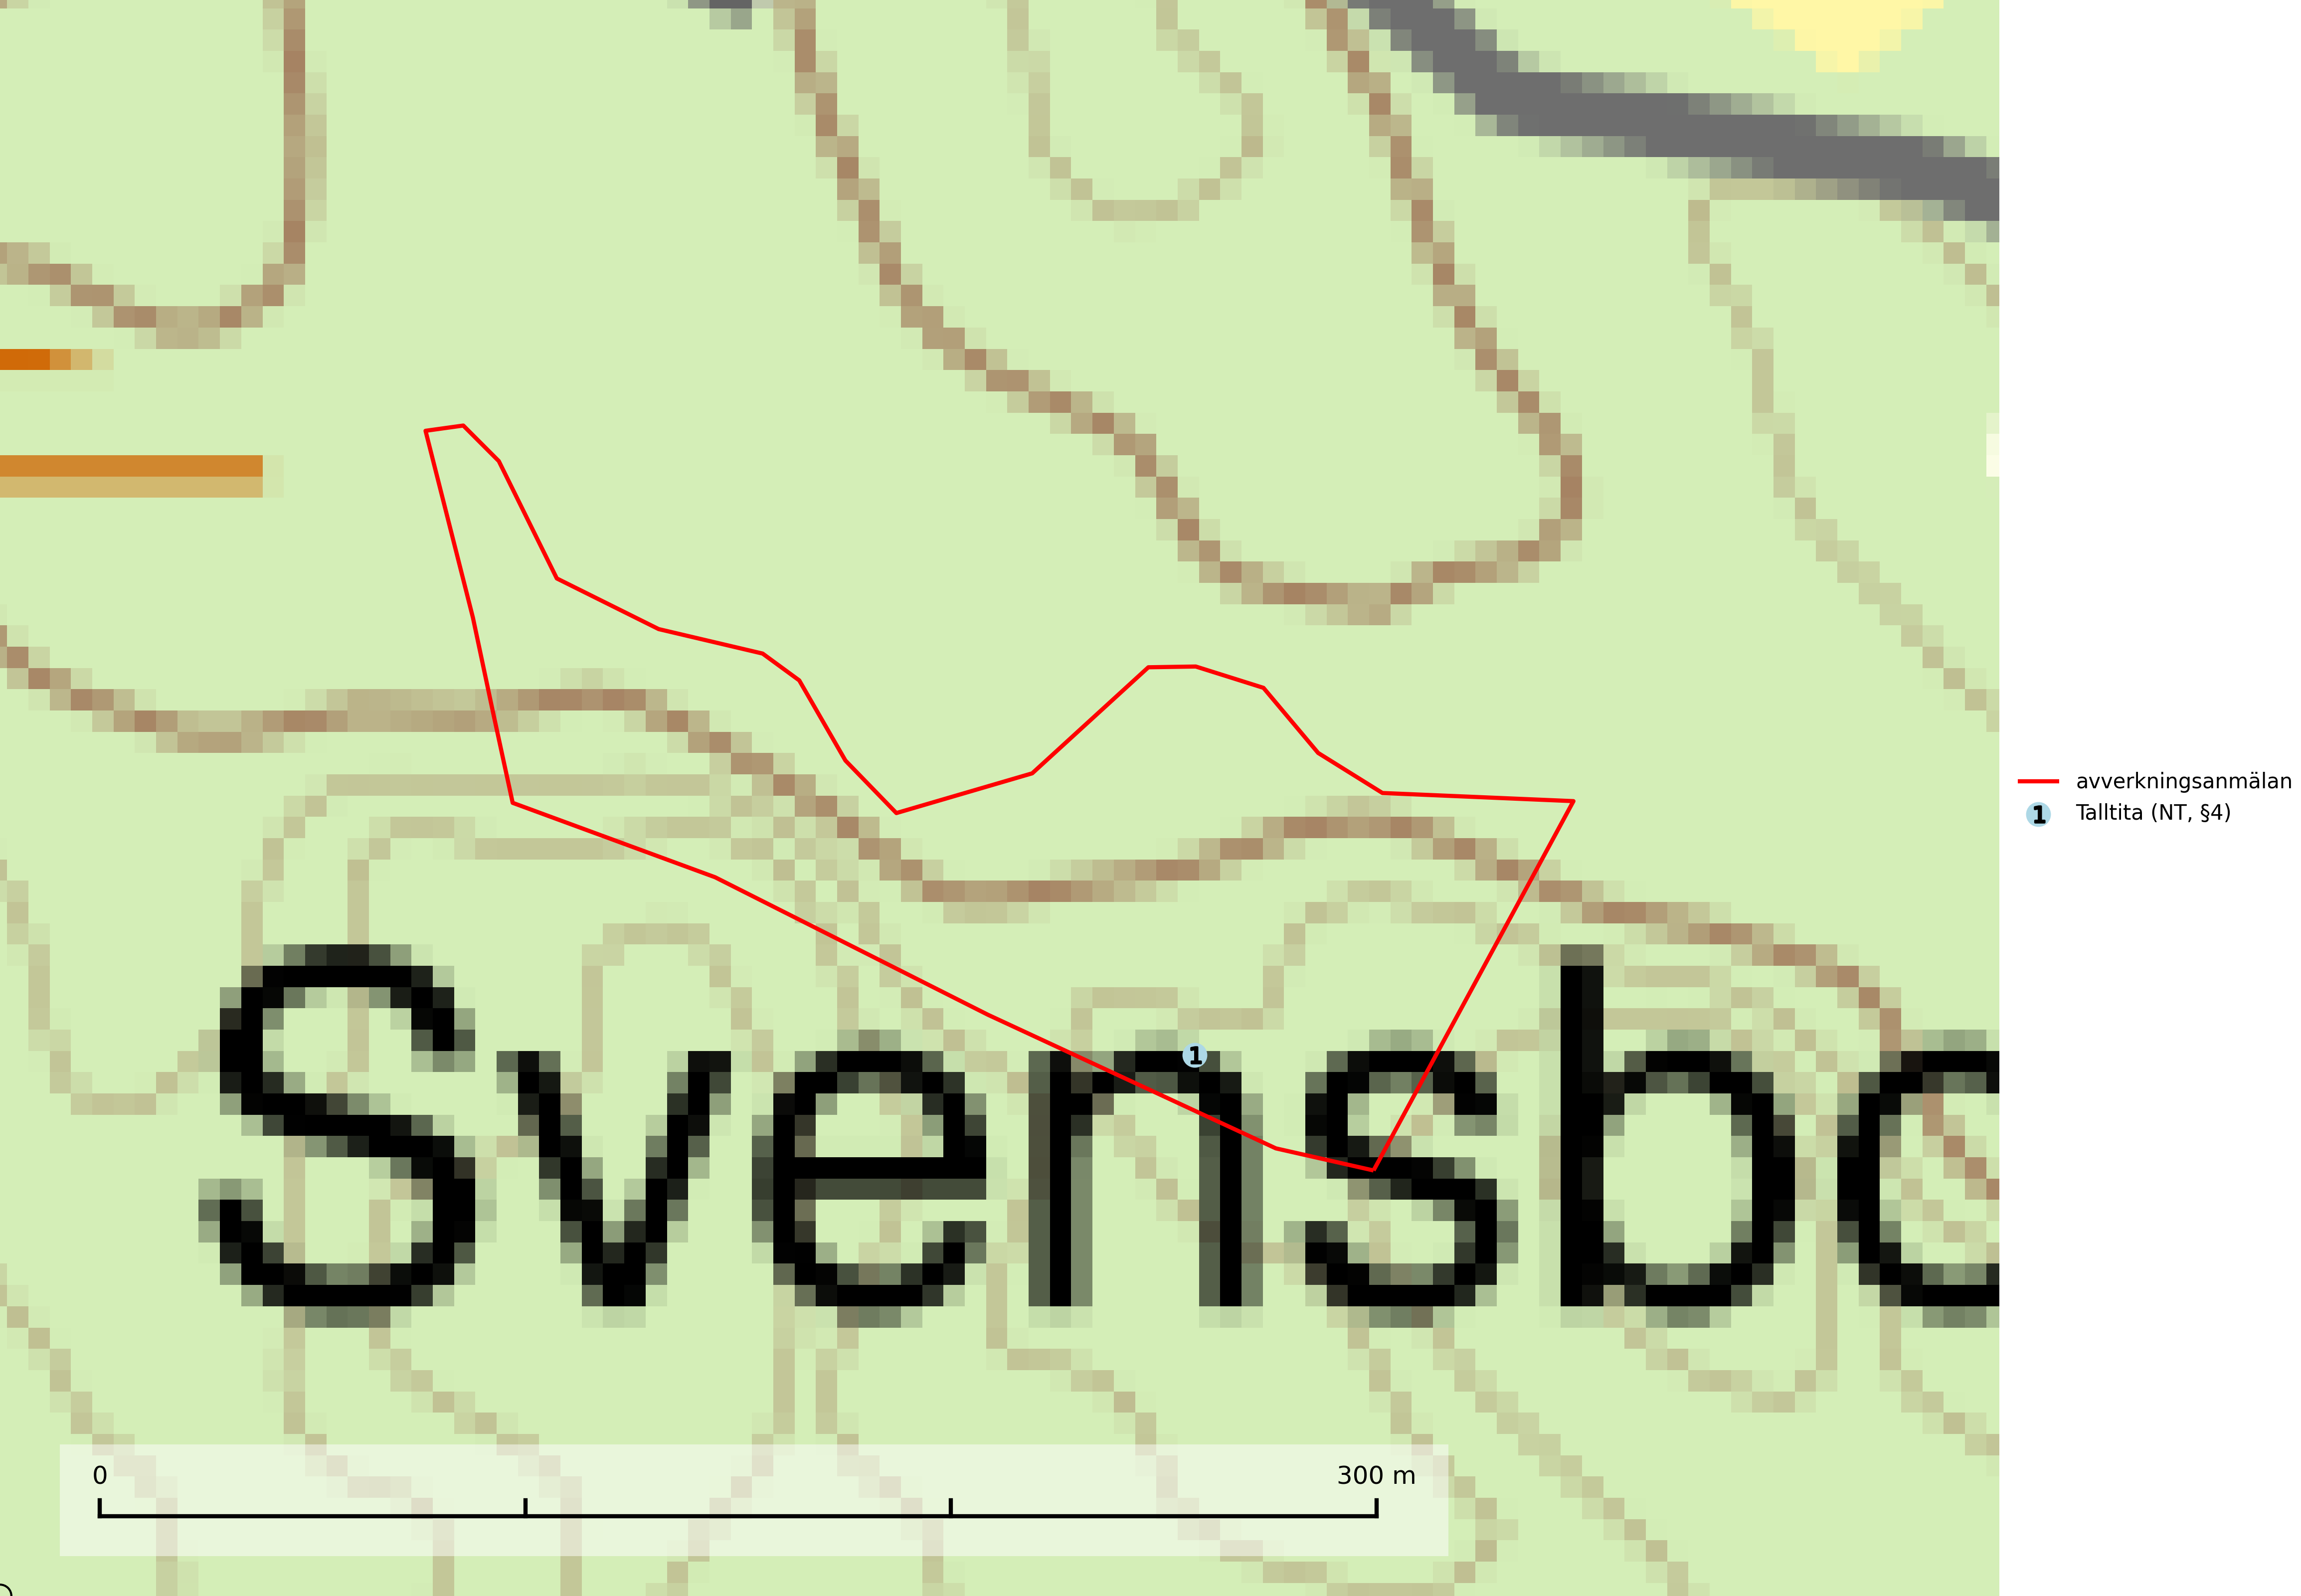 avverkningsanmälan
1 Talltita (NT, §4)
1
Svensbo
0 300 m